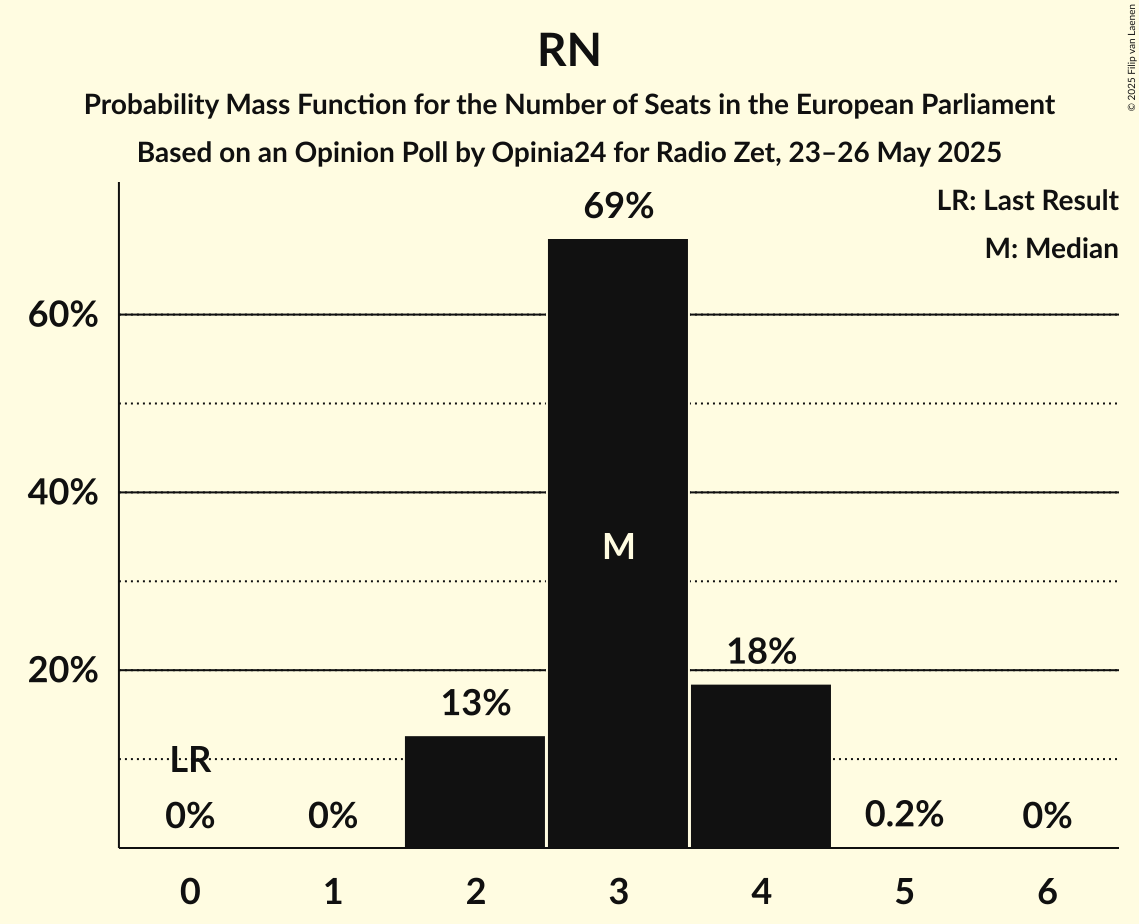 RN
Probability Mass Function for the Number of Seats in the European Parliament
Based on an Opinion Poll by Opinia24 for Radio Zet, 23–26 May 2025
© 2025 Filip van Laenen
LR: Last Result
M: Median
69%
60%
40%
M
20%
18%
13%
LR
0%
0%
0.2%
0%
0
1
2
3
4
5
6